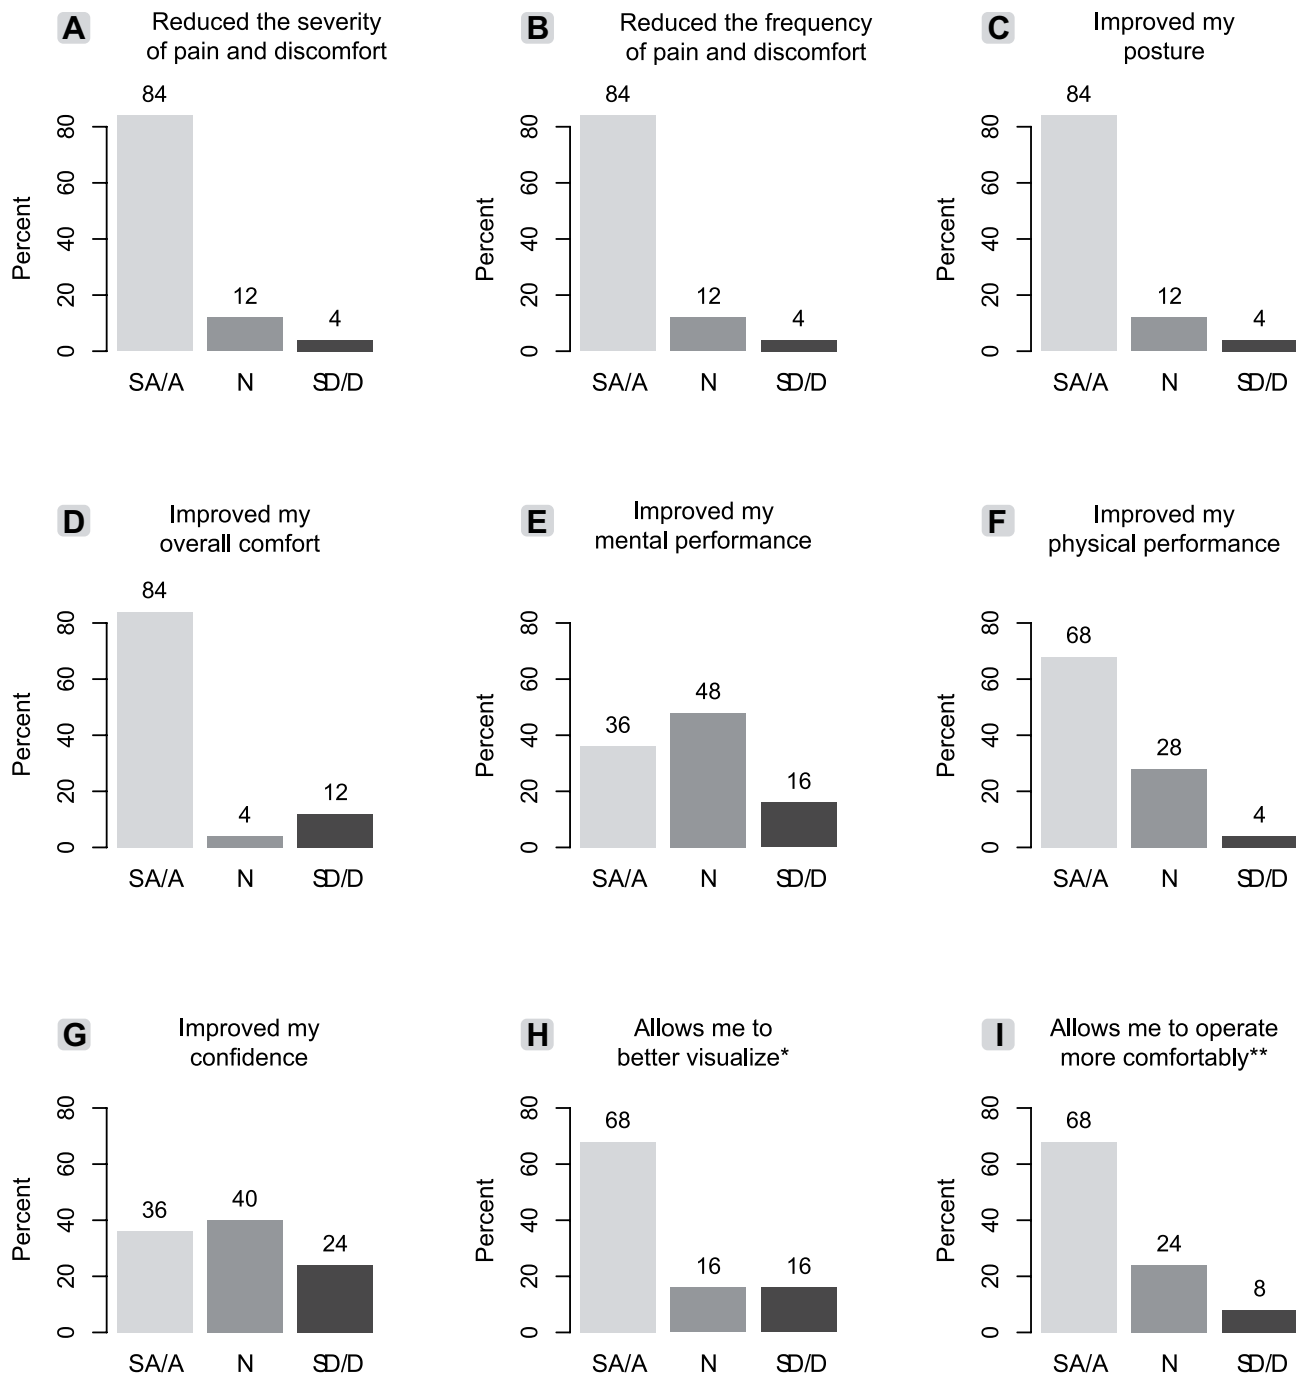 A
Reduced the severity
of pain and discomfort
84
Percent
0
20
40
60
80
12
4
SA/A
N
SD/D
B
Reduced the frequency
of pain and discomfort
84
Percent
0
20
40
60
80
12
4
SA/A
N
SD/D
C
Improved my
posture
84
Percent
0
20
40
60
80
12
4
SA/A
N
SD/D
D
Improved my
overall comfort
84
Percent
0
20
40
60
80
4
12
SA/A
N
SD/D
E
Improved my
mental performance
Percent
0
20
40
60
80
36
48
16
SA/A
N
SD/D
F
Improved my
physical performance
Percent
0
20
40
60
80
68
28
4
SA/A
N
SD/D
G
Improved my
confidence
Percent
0
20
40
60
80
36
40
24
SA/A
N
SD/D
H
Allows me to
better visualize*
Percent
0
20
40
60
80
68
16
16
SA/A
N
SD/D
I
Allows me to operate
more comfortably**
Percent
0
20
40
60
80
68
24
8
SA/A
N
SD/D